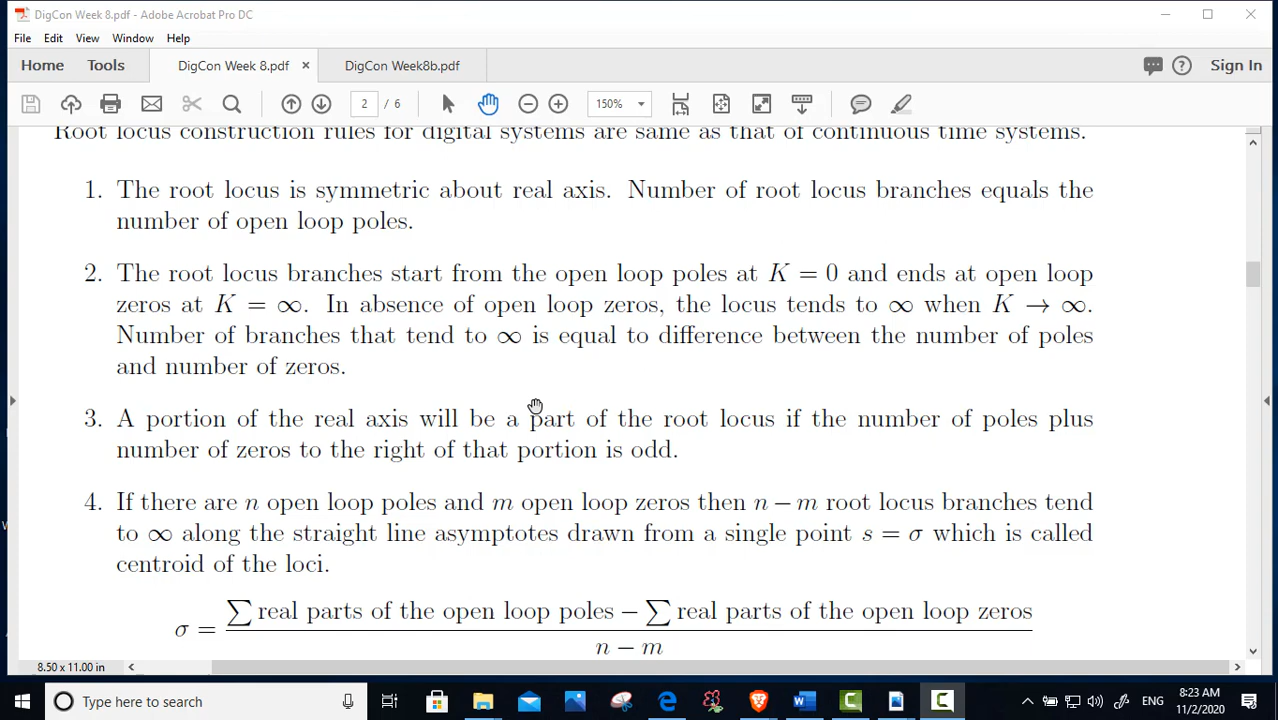 DigCon Week 8.pdf - Adobe Acrobat Pro DC
File Edit View Window Help
Home Tools DigCon Week 8.pdf × DigCon Week8b.pdf Sign In
2 / 6 150%
Root locus construction rules for digital systems are same as that of continuous time systems.
1. The root locus is symmetric about real axis. Number of root locus branches equals the
number of open loop poles.
2. The root locus branches start from the open loop poles at K = 0 and ends at open loop
zeros at K = ∞. In absence of open loop zeros, the locus tends to ∞ when K → ∞.
Number of branches that tend to ∞ is equal to difference between the number of poles
and number of zeros.
3. A portion of the real axis will be a part of the root locus if the number of poles plus
number of zeros to the right of that portion is odd.
4. If there are n open loop poles and m open loop zeros then n − m root locus branches tend
to ∞ along the straight line asymptotes drawn from a single point s = σ which is called
centroid of the loci.
∑ real parts of the open loop poles − ∑ real parts of the open loop zeros
σ =
n − m
8.50 x 11.00 in
Type here to search ENG 8:23 AM
11/2/2020